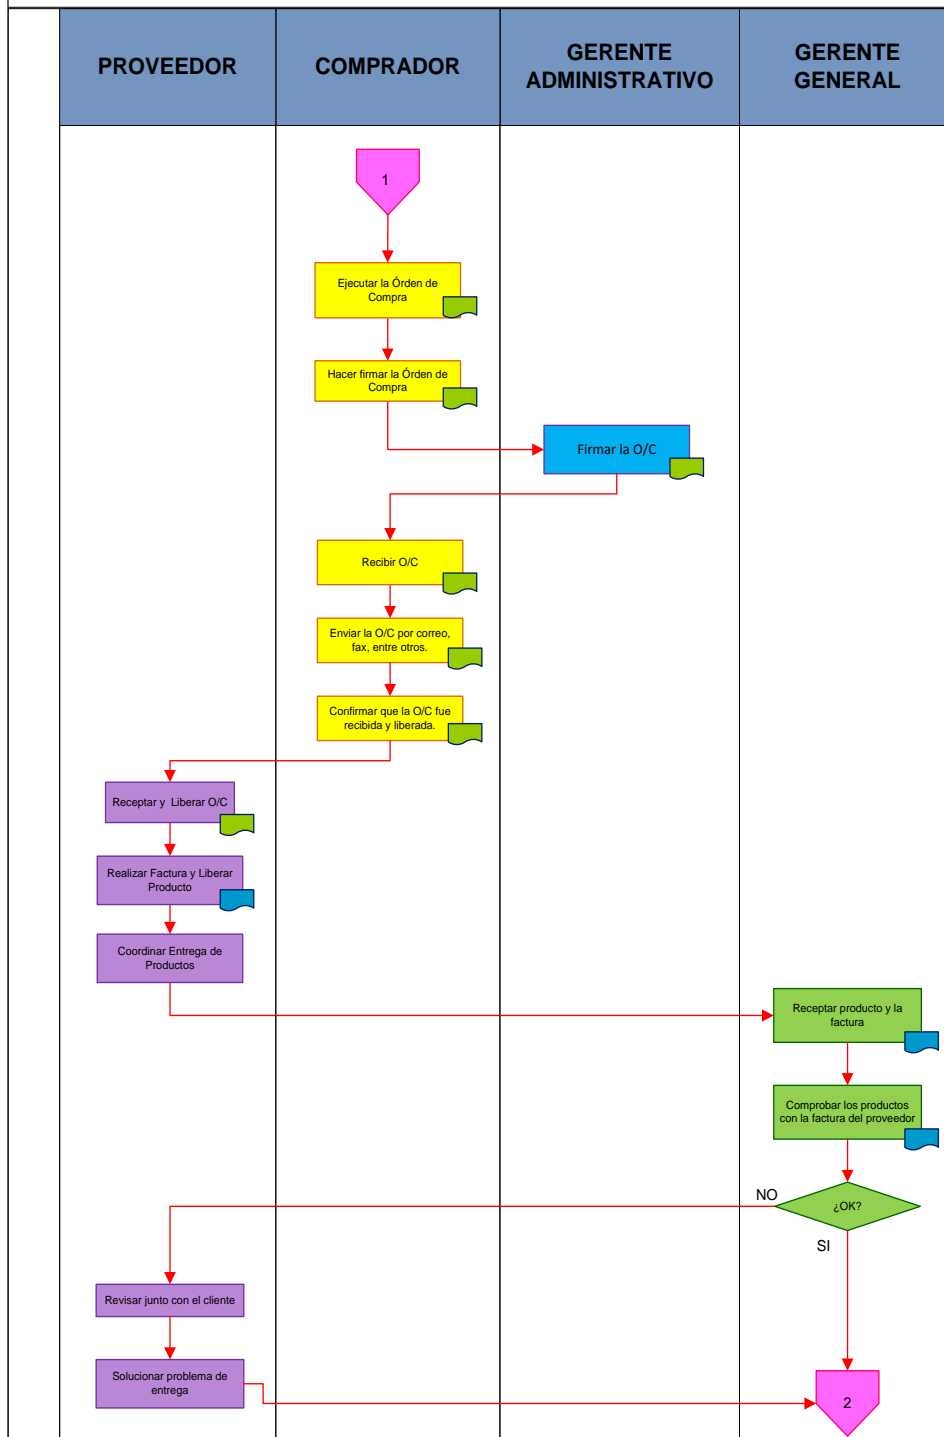 PROVEEDOR
COMPRADOR
GERENTE
ADMINISTRATIVO
GERENTE
GENERAL
1
Ejecutar la Órden de
Compra
Hacer firmar la Órden de
Compra
Firmar la O/C
Recibir O/C
Enviar la O/C por correo,
fax, entre otros.
Confirmar que la O/C fue
recibida y liberada.
Receptar y Liberar O/C
Realizar Factura y Liberar
Producto
Coordinar Entrega de
Productos
Receptar producto y la
factura
Comprobar los productos
con la factura del proveedor
¿OK?
NO
SI
Revisar junto con el cliente
Solucionar problema de
entrega
2